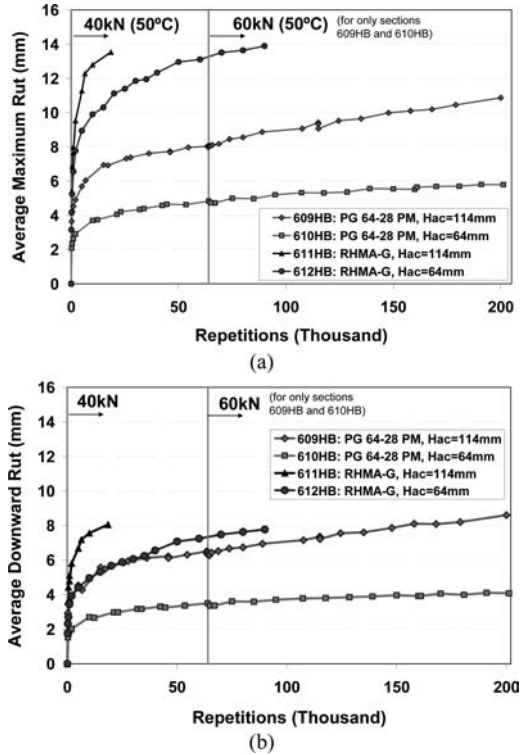 (a)
40kN (50ºC)
60kN (50ºC)
(for only sections
609HB and 610HB)
Average Maximum Rut (mm)
16
14
12
10
8
6
4
2
0
609HB: PG 64-28 PM, Hac=114mm
610HB: PG 64-28 PM, Hac=64mm
611HB: RHMA-G, Hac=114mm
612HB: RHMA-G, Hac=64mm
0 50 100 150 200
Repetitions (Thousand)
(a)
40kN
60kN
(for only sections
609HB and 610HB)
Average Downward Rut (mm)
16
14
12
10
8
6
4
2
0
609HB: PG 64-28 PM, Hac=114mm
610HB: PG 64-28 PM, Hac=64mm
611HB: RHMA-G, Hac=114mm
612HB: RHMA-G, Hac=64mm
0 50 100 150 200
Repetitions (Thousand)
(b)